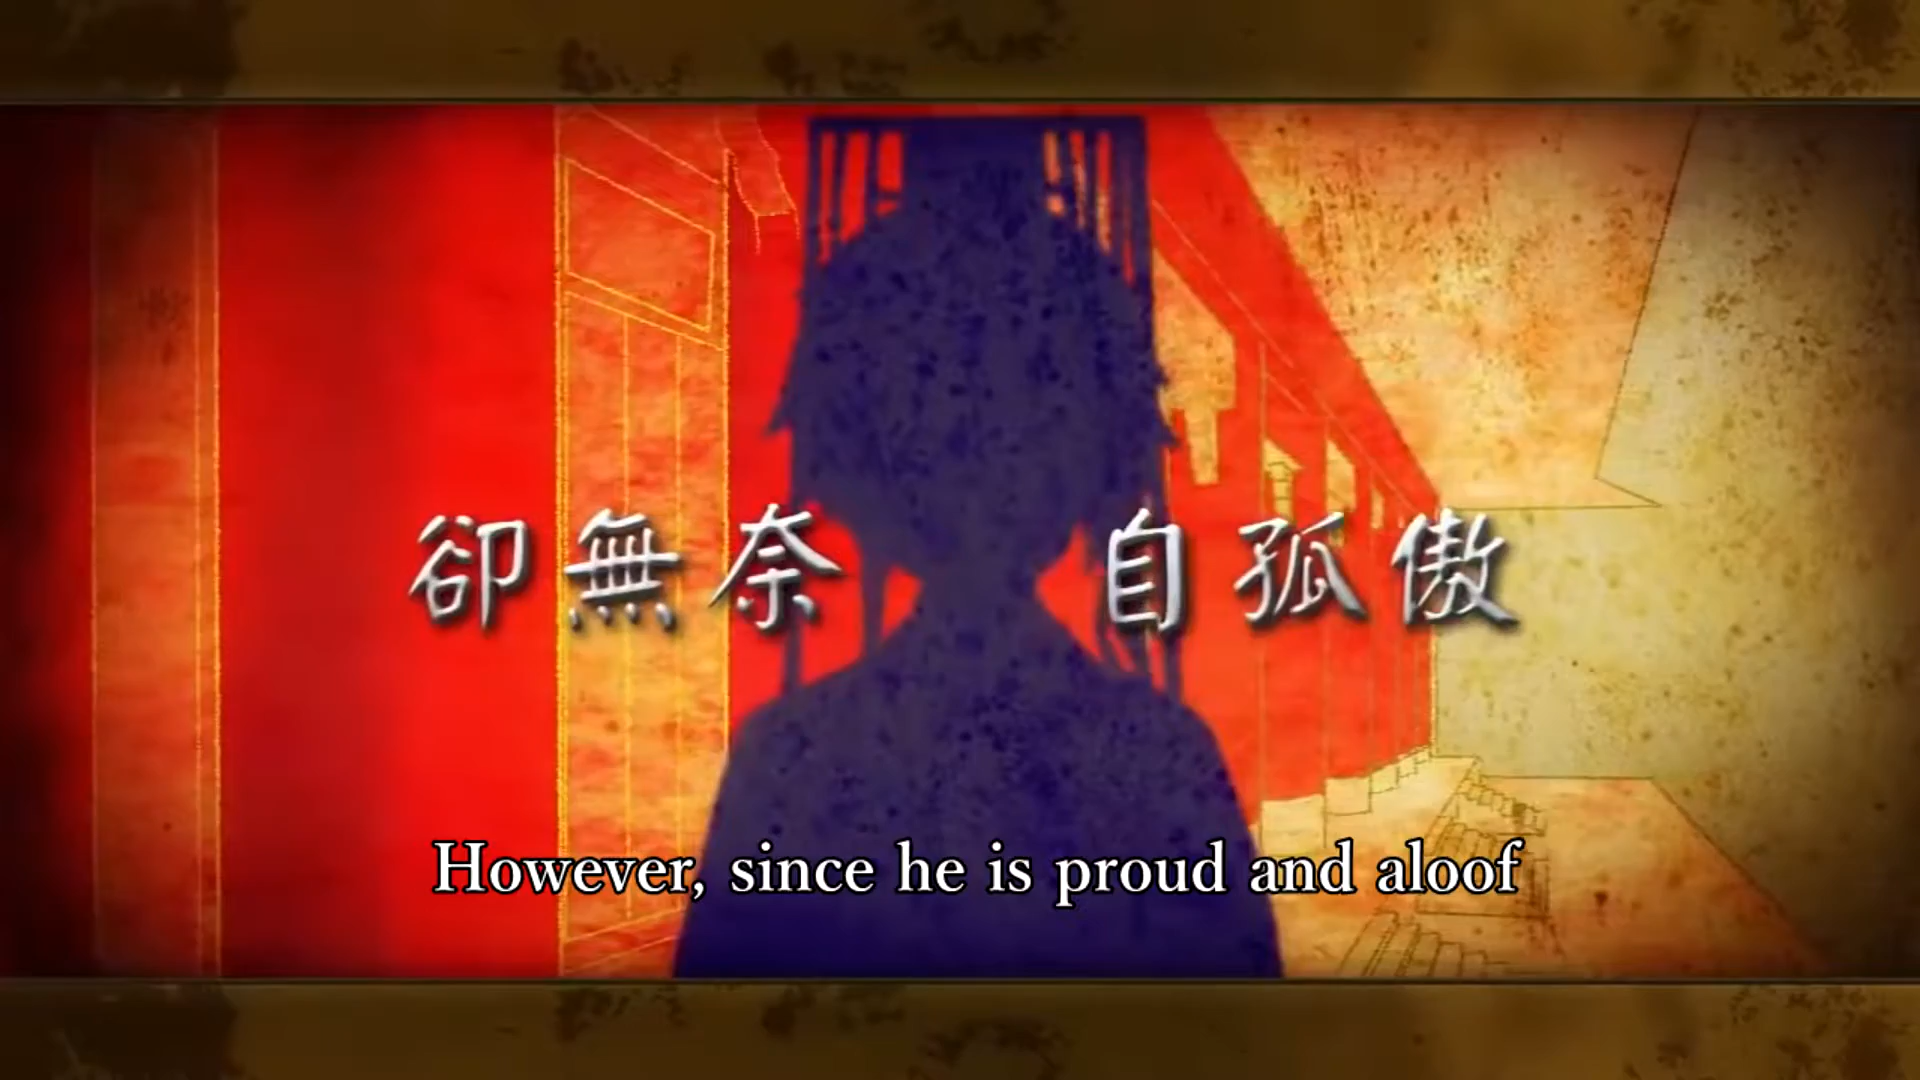 卻無奈 自孤傲
However, since he is proud and aloof